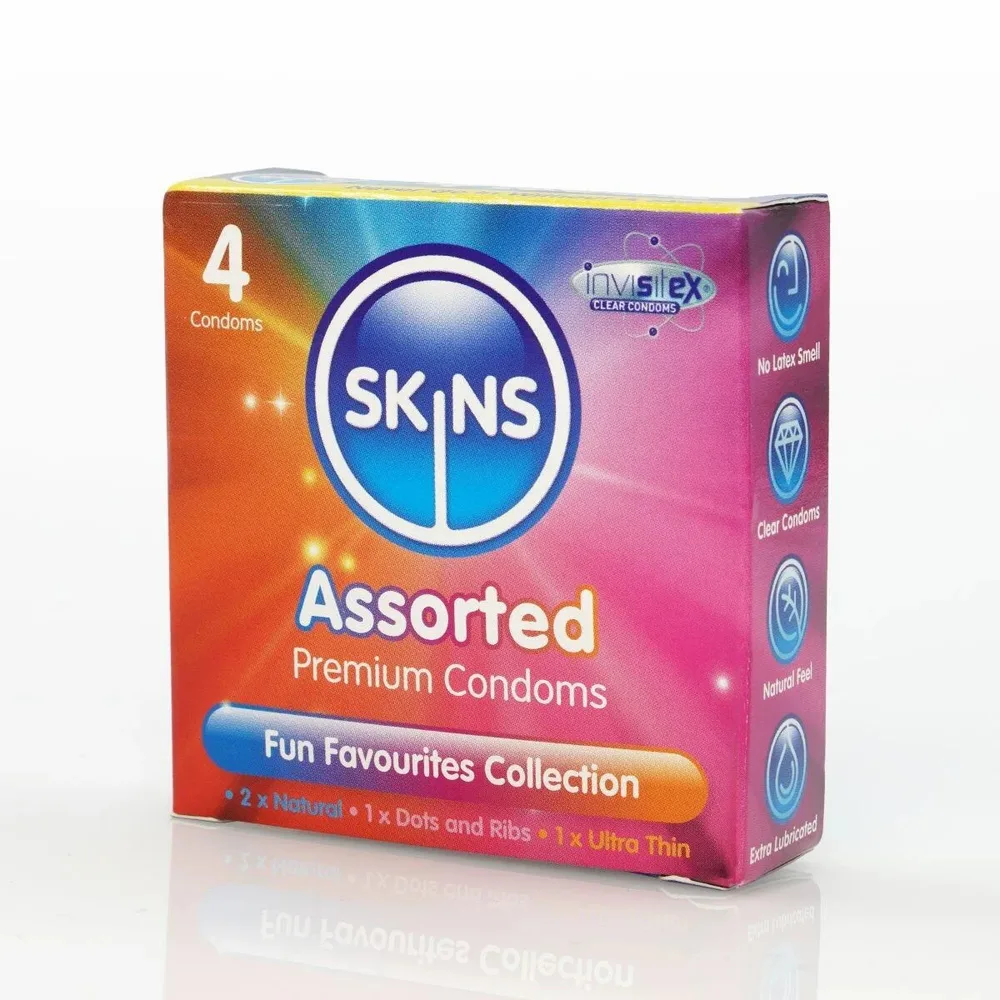 4
Condoms
invisilex®
CLEAR CONDOMS
SKINS
Assorted
Premium Condoms
Fun Favourites Collection
• 2 x Natural • 1 x Dots and Ribs • 1 x Ultra Thin
No Latex Smell
Clear Condoms
Natural Feel
Extra Lubricated